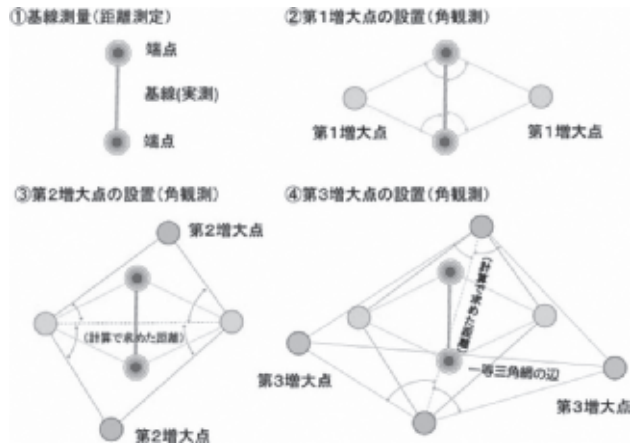 ①基線測量(距離測定)
端点
基線(実測)
端点
②第1増大点の設置(角観測)
第1増大点
第1増大点
③第2増大点の設置(角観測)
第2増大点
(計算で求めた距離)
第2増大点
④第3増大点の設置(角観測)
(計算で求めた距離)
一等三角網の辺
第3増大点
第3増大点